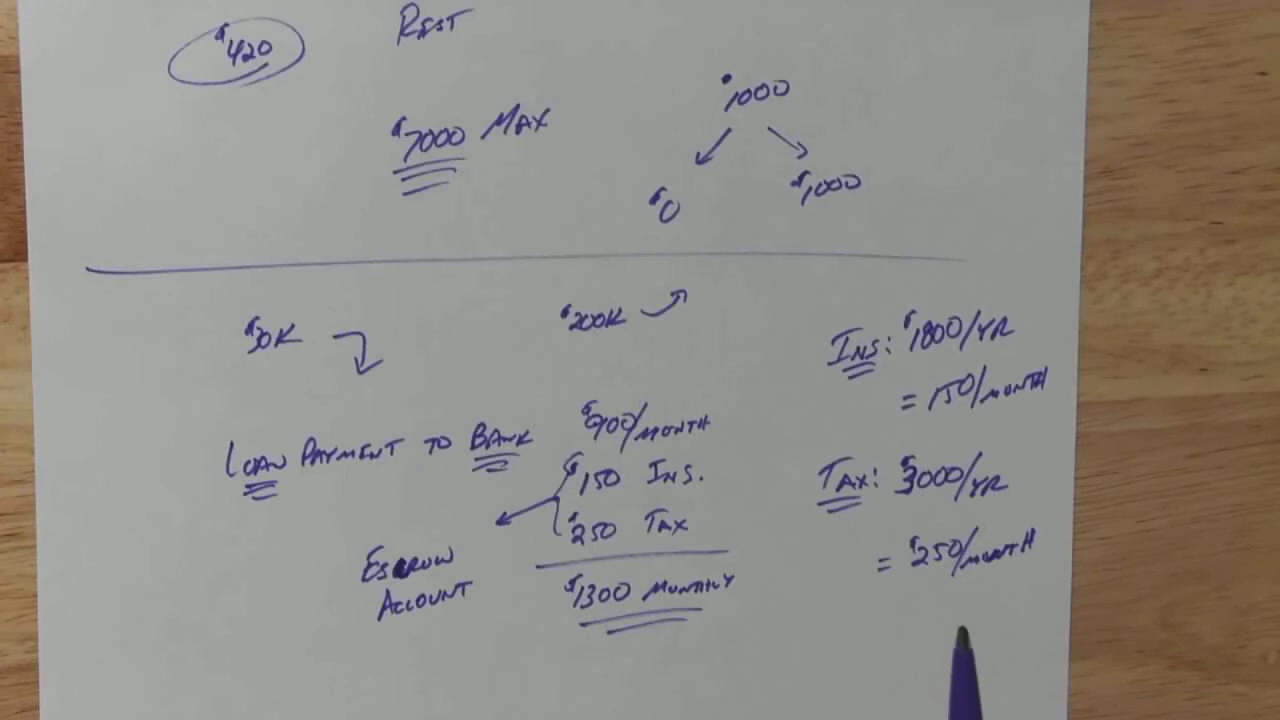 $420
REST
$7000 MAX
$1000
$0
$1000
$30K
$200K
INS: $1800/YR
= 150/MONTH
LOAN PAYMENT TO BANK $900/MONTH
$150 INS.
$250 TAX
ESCROW
ACCOUNT
$1300 MONTHLY
TAX: $3000/YR
= $250/MONTH